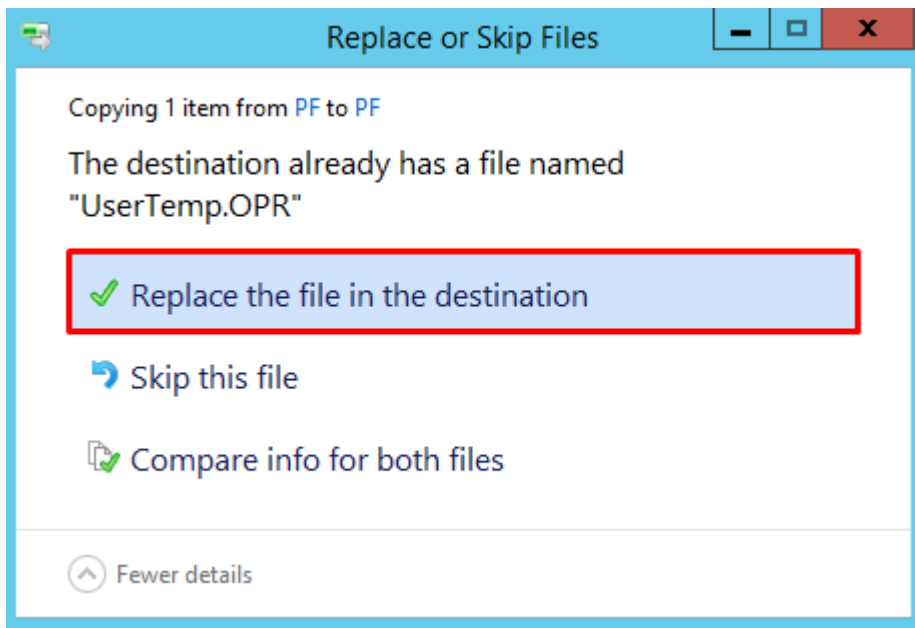 Replace or Skip Files
Copying 1 item from PF to PF
The destination already has a file named
"UserTemp.OPR"
Replace the file in the destination
Skip this file
Compare info for both files
Fewer details